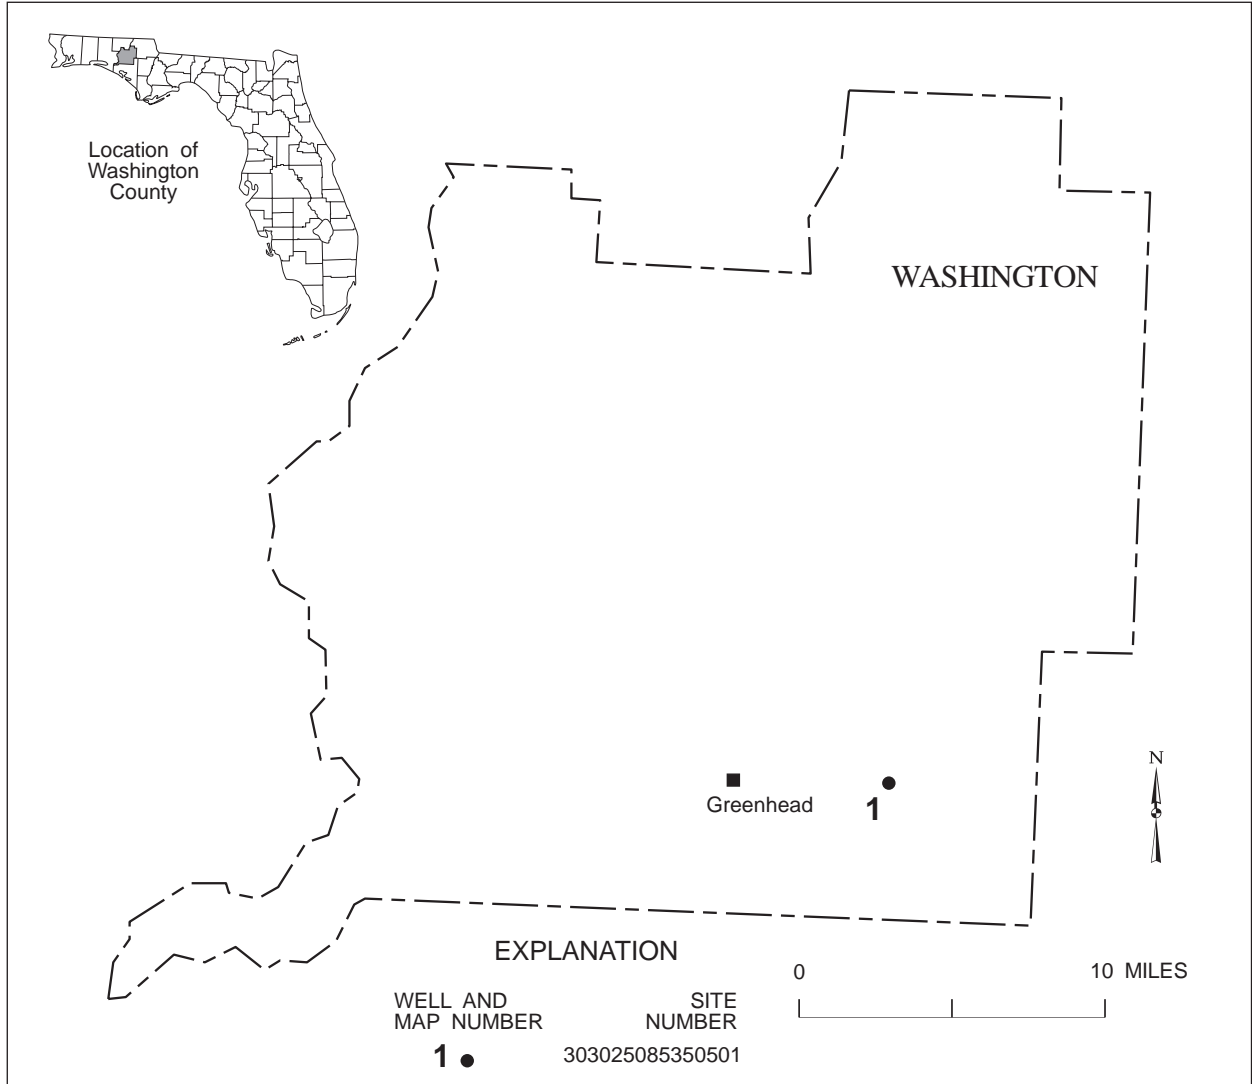 Location of
Washington
County
WASHINGTON
N
Greenhead
1
EXPLANATION
0 10 MILES
WELL AND SITE
MAP NUMBER NUMBER
1 303025085350501